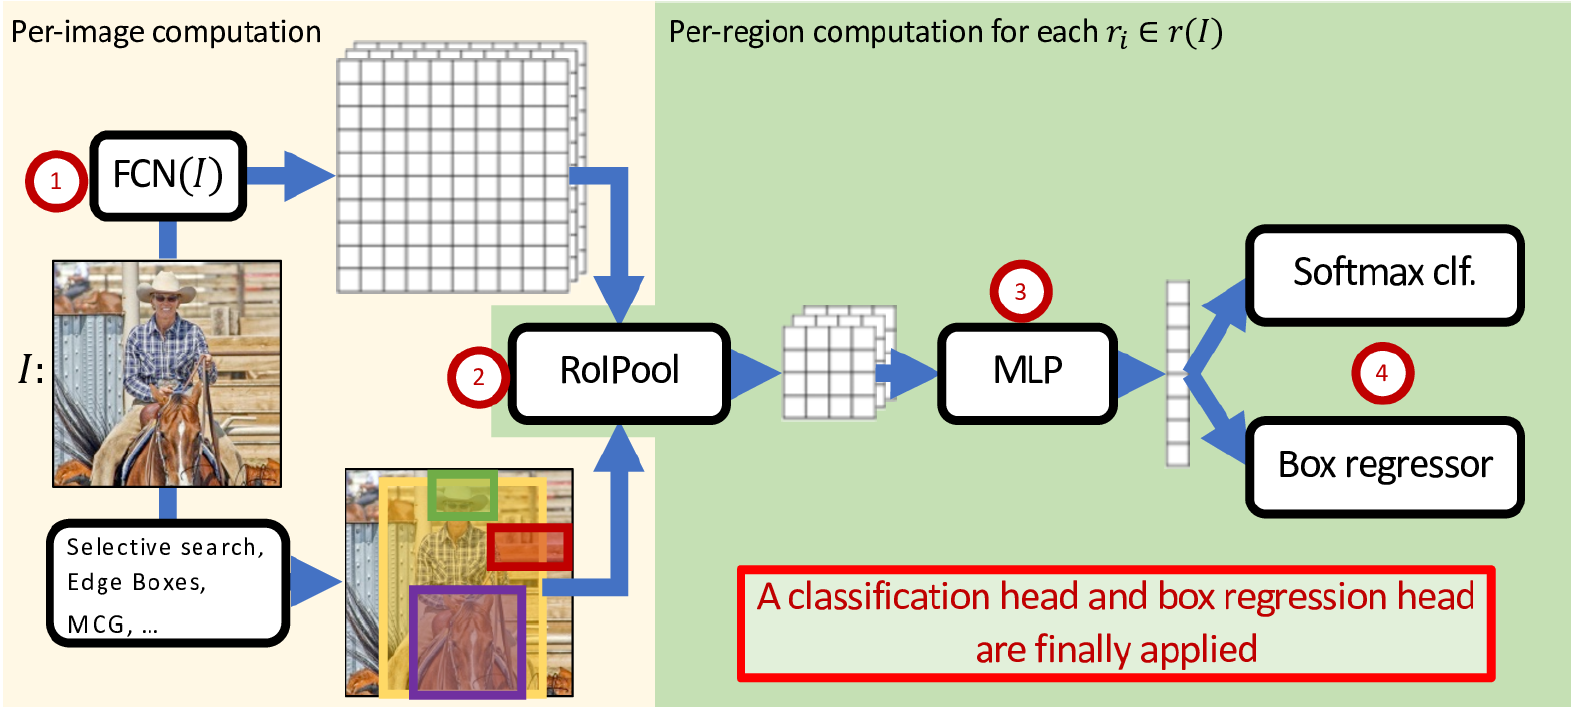 Per-image computation
Per-region computation for each rᵢ ∈ r(I)
1
FCN(I)
I:
Selective search,
Edge Boxes,
MCG, ...
2
RoIPool
3
MLP
Softmax clf.
4
Box regressor
A classification head and box regression head
are finally applied